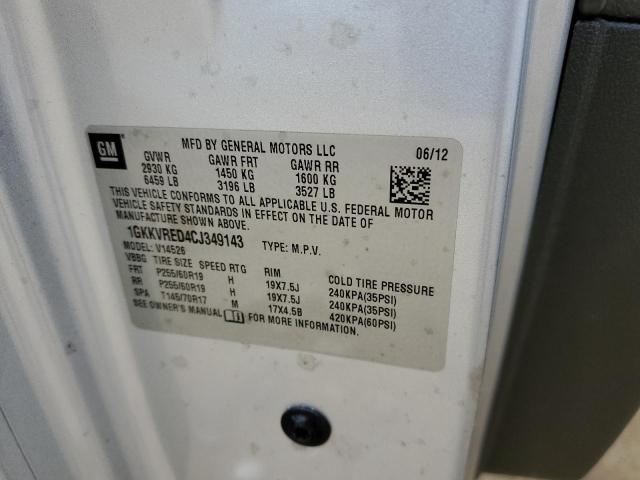 GM
MFD BY GENERAL MOTORS LLC
06/12
GVWR GAWR FRT GAWR RR
2930 KG 1450 KG 1600 KG
6459 LB 3196 LB 3527 LB
THIS VEHICLE CONFORMS TO ALL APPLICABLE U.S. FEDERAL MOTOR
VEHICLE SAFETY STANDARDS IN EFFECT ON THE DATE OF
MANUFACTURE SHOWN ABOVE.
1GKKVRED4CJ349143 TYPE: M.P.V.
MODEL: V14526
VBBG TIRE SIZE SPEED RTG RIM COLD TIRE PRESSURE
FRT P255/60R19 H 19X7.5J 240KPA(35PSI)
RR P255/60R19 H 19X7.5J 240KPA(35PSI)
SPA T145/70R17 M 17X4.5B 420KPA(60PSI)
SEE OWNER'S MANUAL FOR MORE INFORMATION.